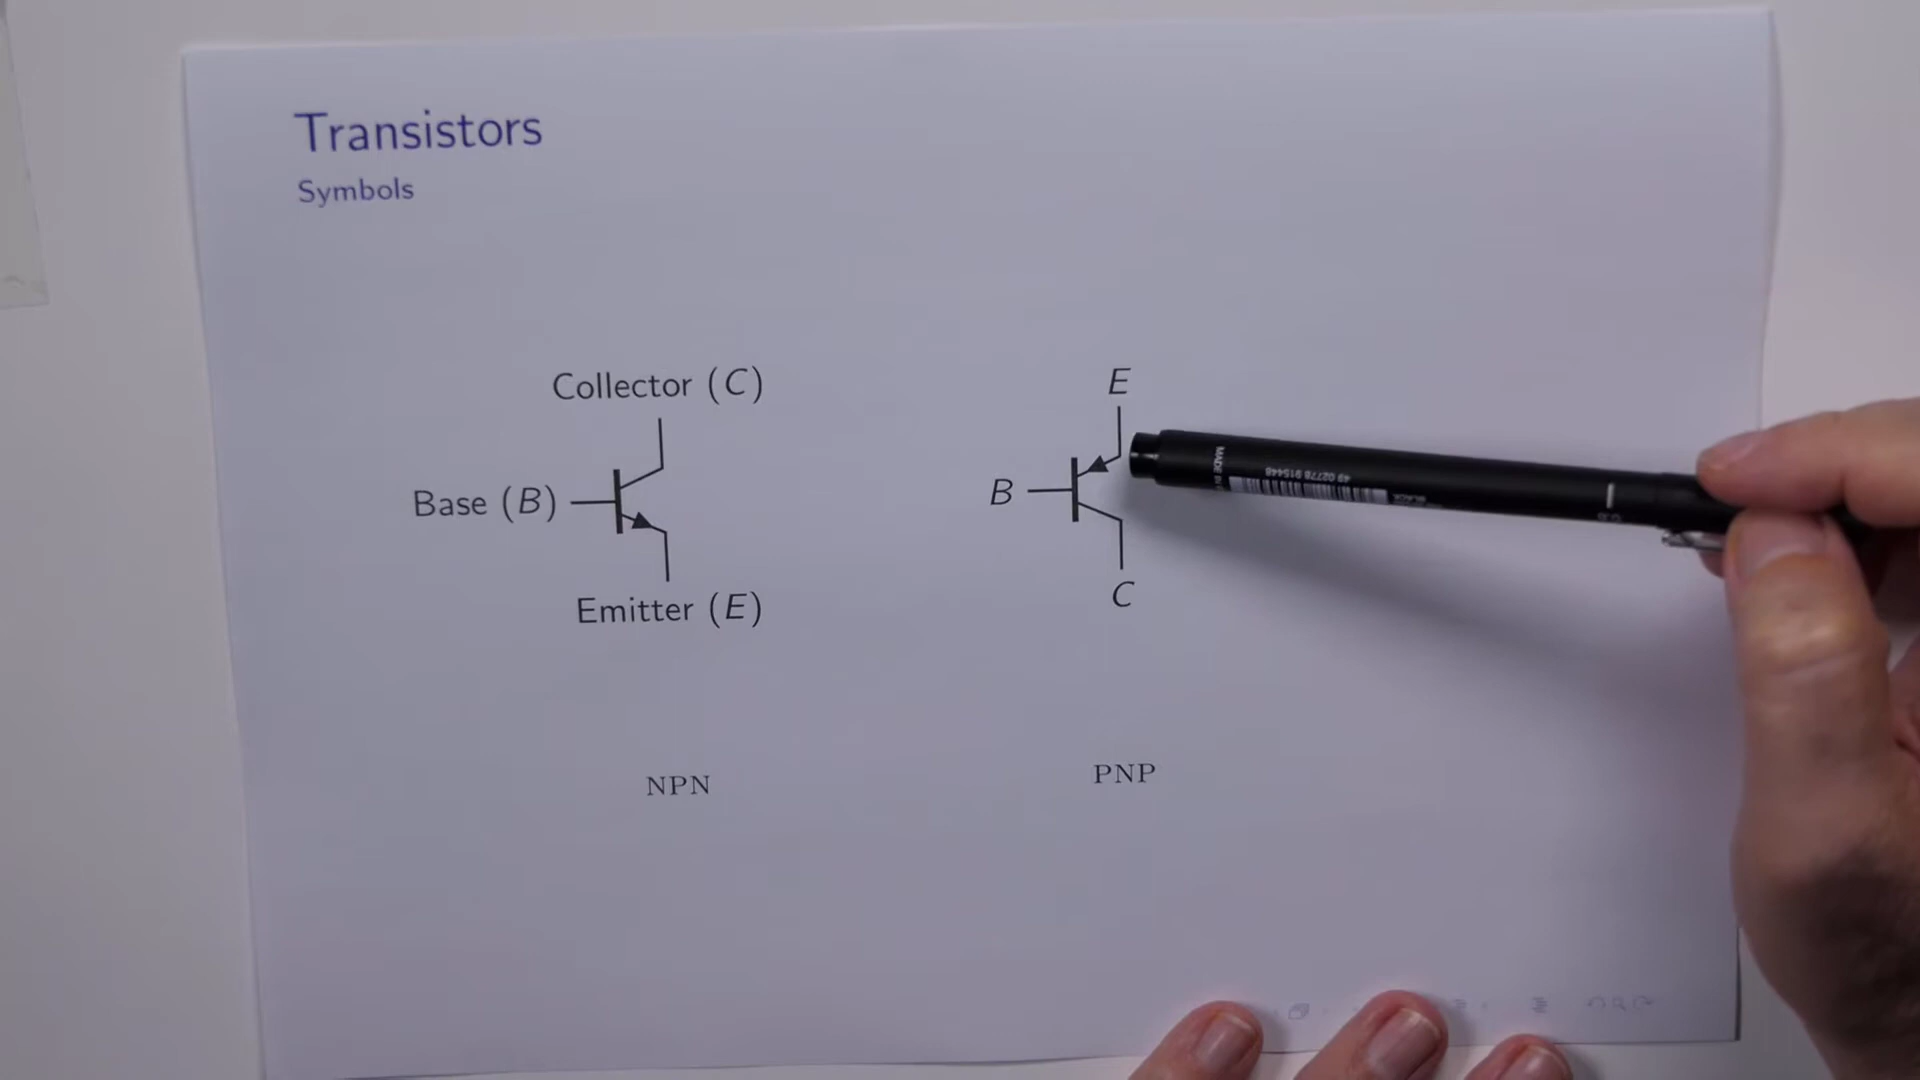 Transistors
Symbols
Collector (C)
E
Base (B)
B
Emitter (E)
C
NPN
PNP